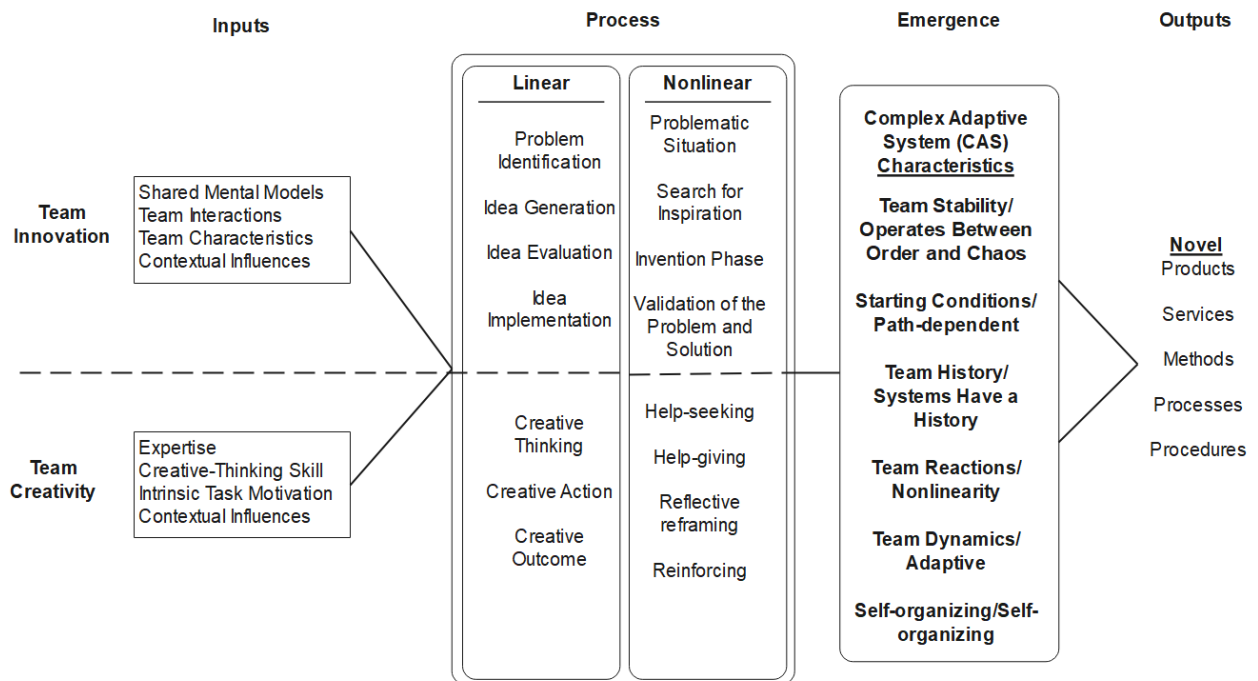 Inputs
Process
Emergence
Outputs
Team
Innovation
Shared Mental Models
Team Interactions
Team Characteristics
Contextual Influences
Team
Creativity
Expertise
Creative-Thinking Skill
Intrinsic Task Motivation
Contextual Influences
Linear
Problem
Identification
Idea Generation
Idea Evaluation
Idea
Implementation
Creative
Thinking
Creative Action
Creative
Outcome
Nonlinear
Problematic
Situation
Search for
Inspiration
Invention Phase
Validation of the
Problem and
Solution
Help-seeking
Help-giving
Reflective
reframing
Reinforcing
Complex Adaptive
System (CAS)
Characteristics
Team Stability/
Operates Between
Order and Chaos
Starting Conditions/
Path-dependent
Team History/
Systems Have a
History
Team Reactions/
Nonlinearity
Team Dynamics/
Adaptive
Self-organizing/Self-
organizing
Novel
Products
Services
Methods
Processes
Procedures